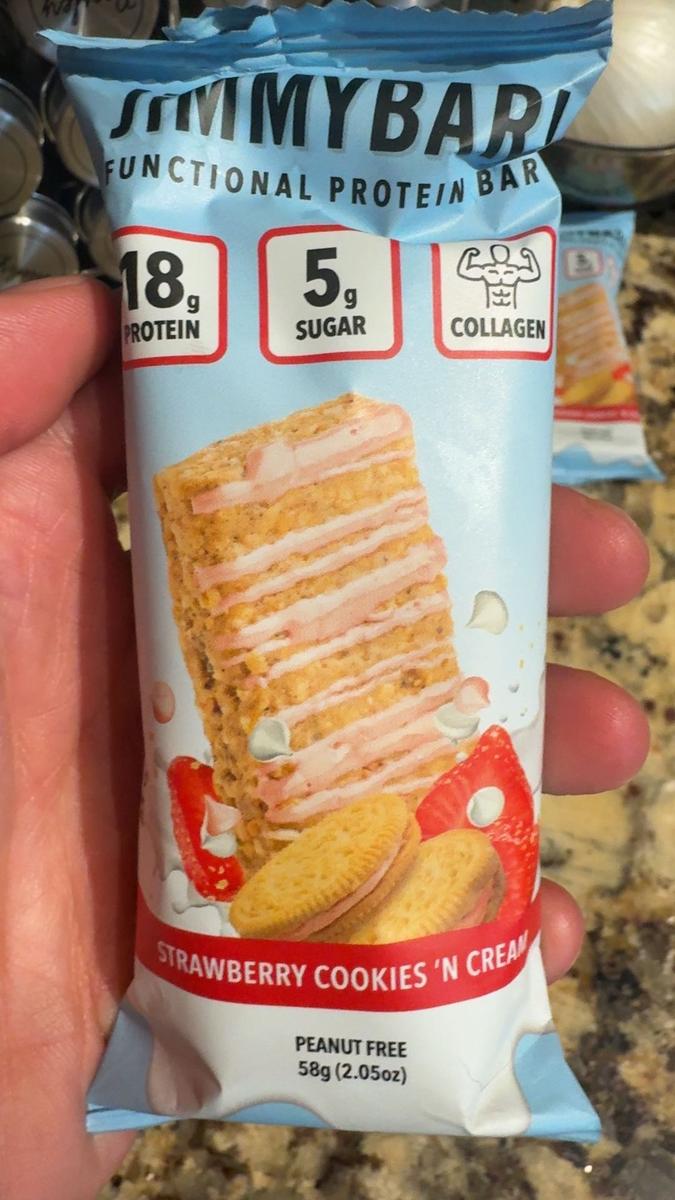 JIMMYBAR!
FUNCTIONAL PROTEIN BAR
18g
PROTEIN
5g
SUGAR
COLLAGEN
STRAWBERRY COOKIES 'N CREAM
PEANUT FREE
58g (2.05oz)